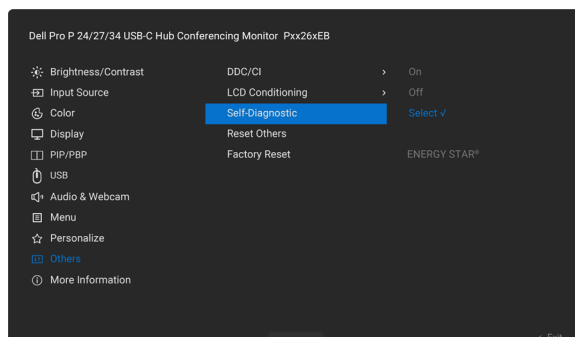 Dell Pro P 24/27/34 USB-C Hub Conferencing Monitor Pxx26xEB
Brightness/Contrast DDC/CI > On
Input Source LCD Conditioning > Off
Color Self-Diagnostic Select √
Display Reset Others
PIP/PBP Factory Reset ENERGY STAR®
USB
Audio & Webcam
Menu
Personalize
Others
More Information
Exit